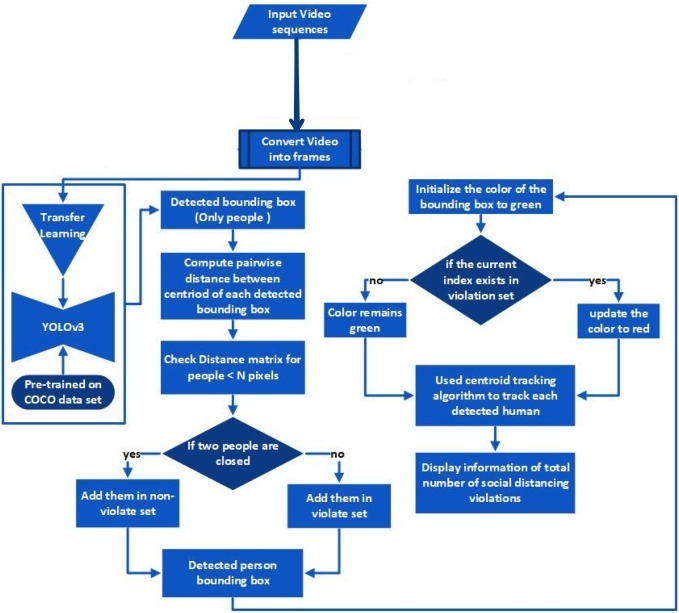 Input Video
sequences
Convert Video
into frames
Transfer
Learning
YOLOv3
Pre-trained on
COCO data set
Detected bounding box
(Only people )
Compute pairwise
distance between
centriod of each detected
bounding box
Check Distance matrix for
people < N pixels
If two people are
closed
yes
no
Add them in non-
violate set
Add them in
violate set
Detected person
bounding box
Initialize the color of the
bounding box to green
if the current
index exists in
violation set
no
yes
Color remains
green
update the
color to red
Used centroid tracking
algorithm to track each
detected human
Display information of total
number of social distancing
violations